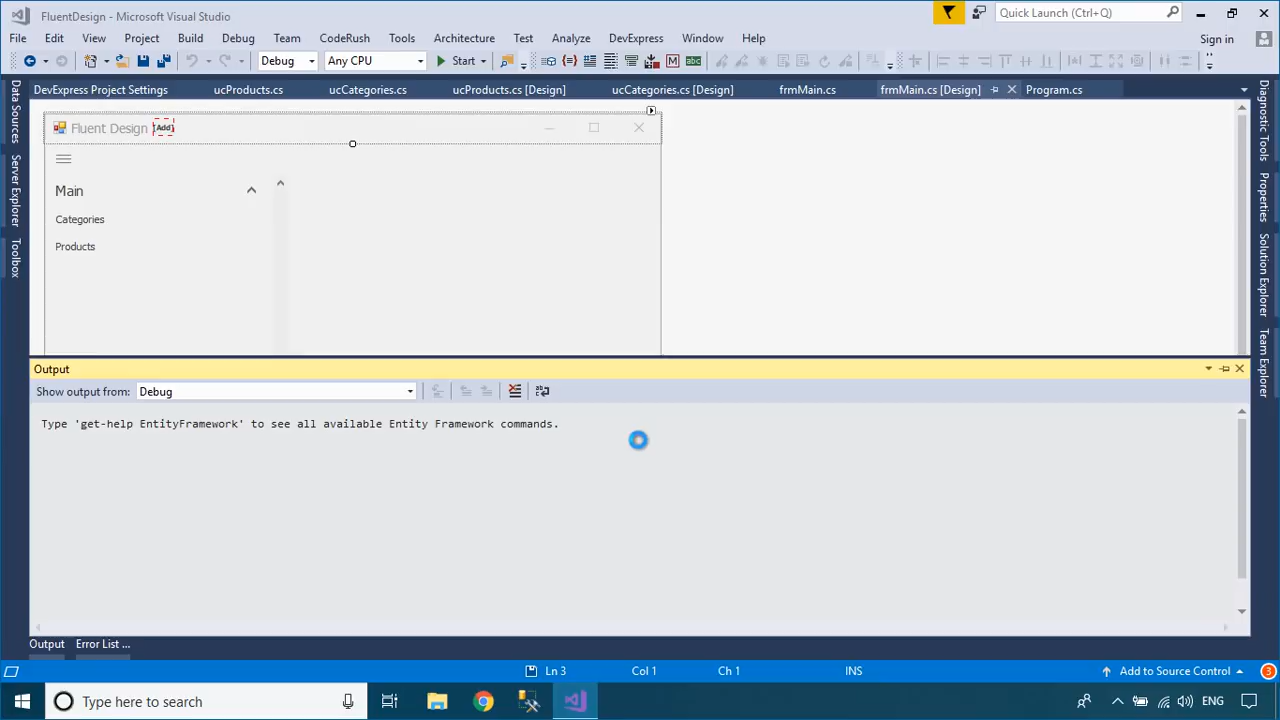 FluentDesign - Microsoft Visual Studio
Quick Launch (Ctrl+Q)
File Edit View Project Build Debug Team CodeRush Tools Architecture Test Analyze DevExpress Window Help
Sign in
Debug Any CPU Start
DevExpress Project Settings ucProducts.cs ucCategories.cs ucProducts.cs [Design] ucCategories.cs [Design] frmMain.cs frmMain.cs [Design] Program.cs
Data Sources
Server Explorer
Toolbox
Fluent Design [Add]
Main
Categories
Products
Diagnostic Tools
Properties
Solution Explorer
Team Explorer
Output
Show output from: Debug
Type 'get-help EntityFramework' to see all available Entity Framework commands.
Output Error List ...
Ln 3 Col 1 Ch 1 INS Add to Source Control 3
Type here to search
ENG